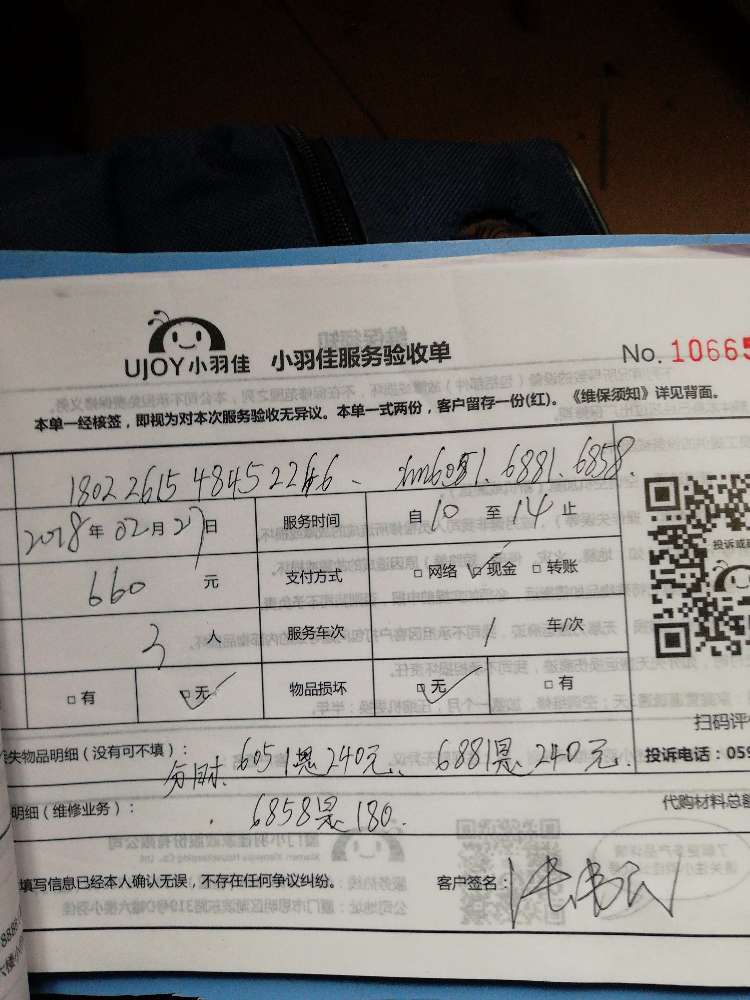 UJOY小羽佳 小羽佳服务验收单 No. 10665
本单一经核签，即视为对本次服务验收无异议。本单一式两份，客户留存一份(红)。《维保须知》详见背面。
6881.6858.
2018年02月27日 服务时间 自10至14止
投诉或
660元 支付方式 □网络 ☑现金 □转账
3人 服务车次 1 车/次
□有 ☑无 物品损坏 ☑无 □有
扫码评
失物品明细（没有可不填）： 分别 6051是240元、6881是240元. 投诉电话：059
明细（维修业务）： 6858是180. 代购材料总
填写信息已经本人确认无误，不存在任何争议纠纷。 客户签名：